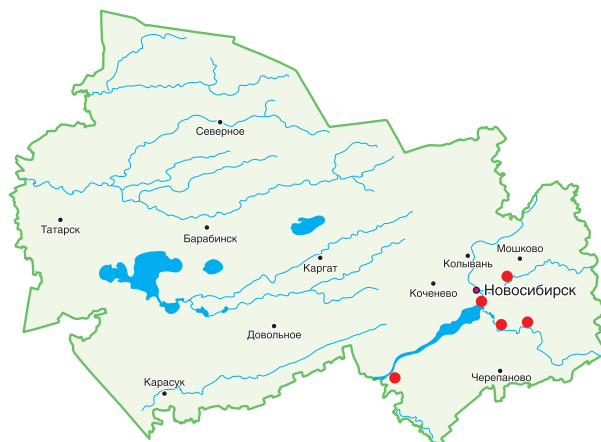 Северное
Татарск
Барабинск
Мошково
Колывань
Каргат
Коченево
Новосибирск
Довольное
Карасук
Черепаново